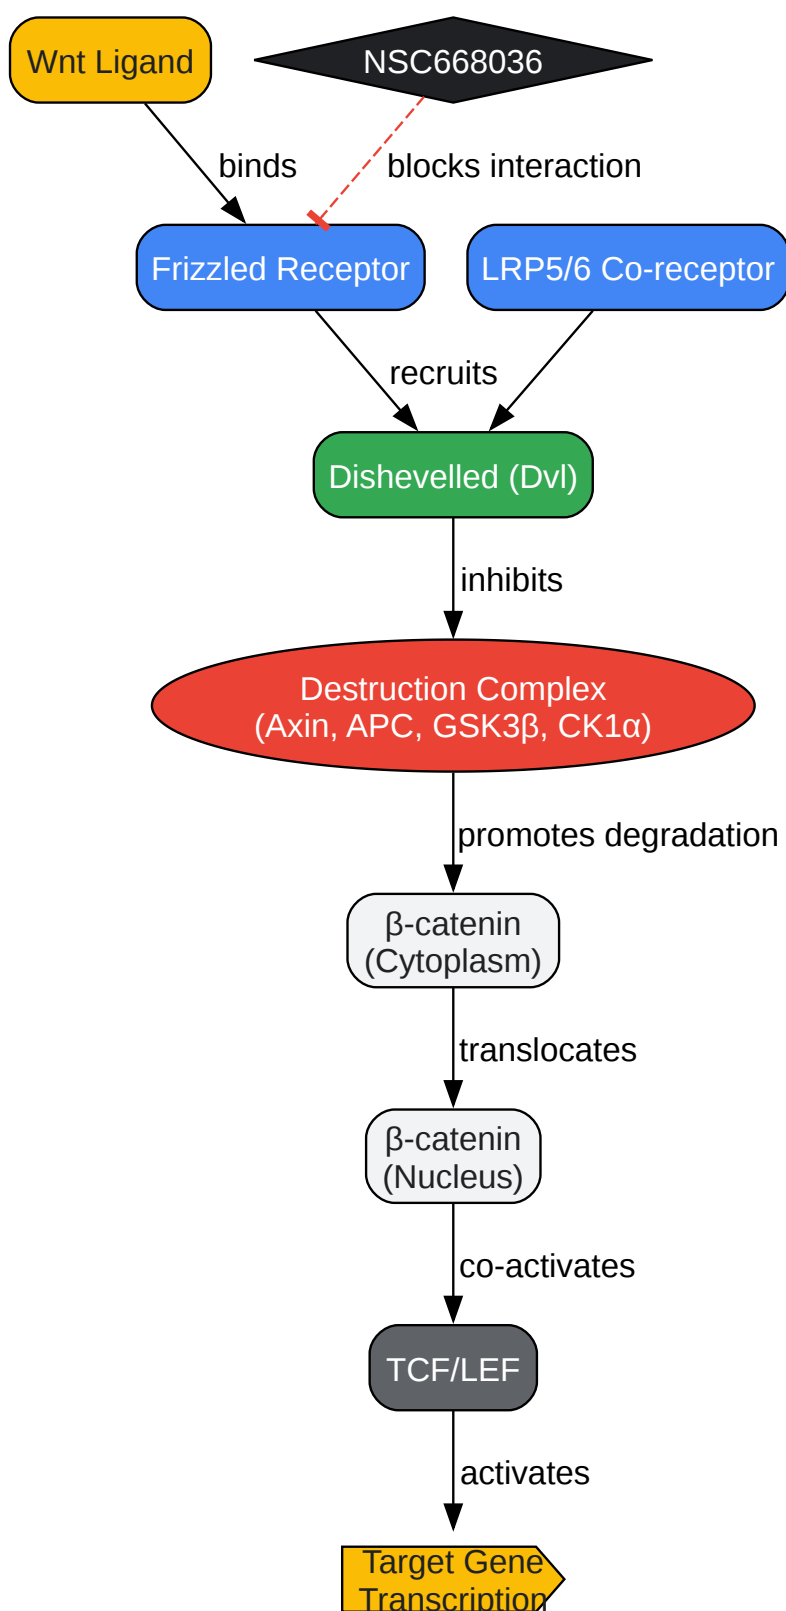 Wnt Ligand
NSC668036
binds
blocks interaction
Frizzled Receptor
LRP5/6 Co-receptor
recruits
Dishevelled (Dvl)
inhibits
Destruction Complex
(Axin, APC, GSK3β, CK1α)
promotes degradation
β-catenin
(Cytoplasm)
translocates
β-catenin
(Nucleus)
co-activates
TCF/LEF
activates
Target Gene
Transcription